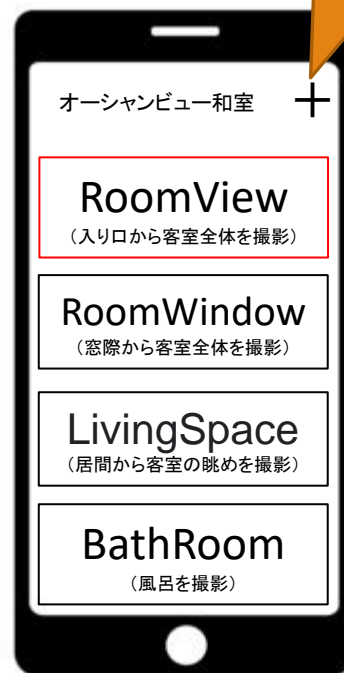 オーシャンビュー和室 +
RoomView
(入り口から客室全体を撮影)
RoomWindow
(窓際から客室全体を撮影)
LivingSpace
(居間から客室の眺めを撮影)
BathRoom
(風呂を撮影)